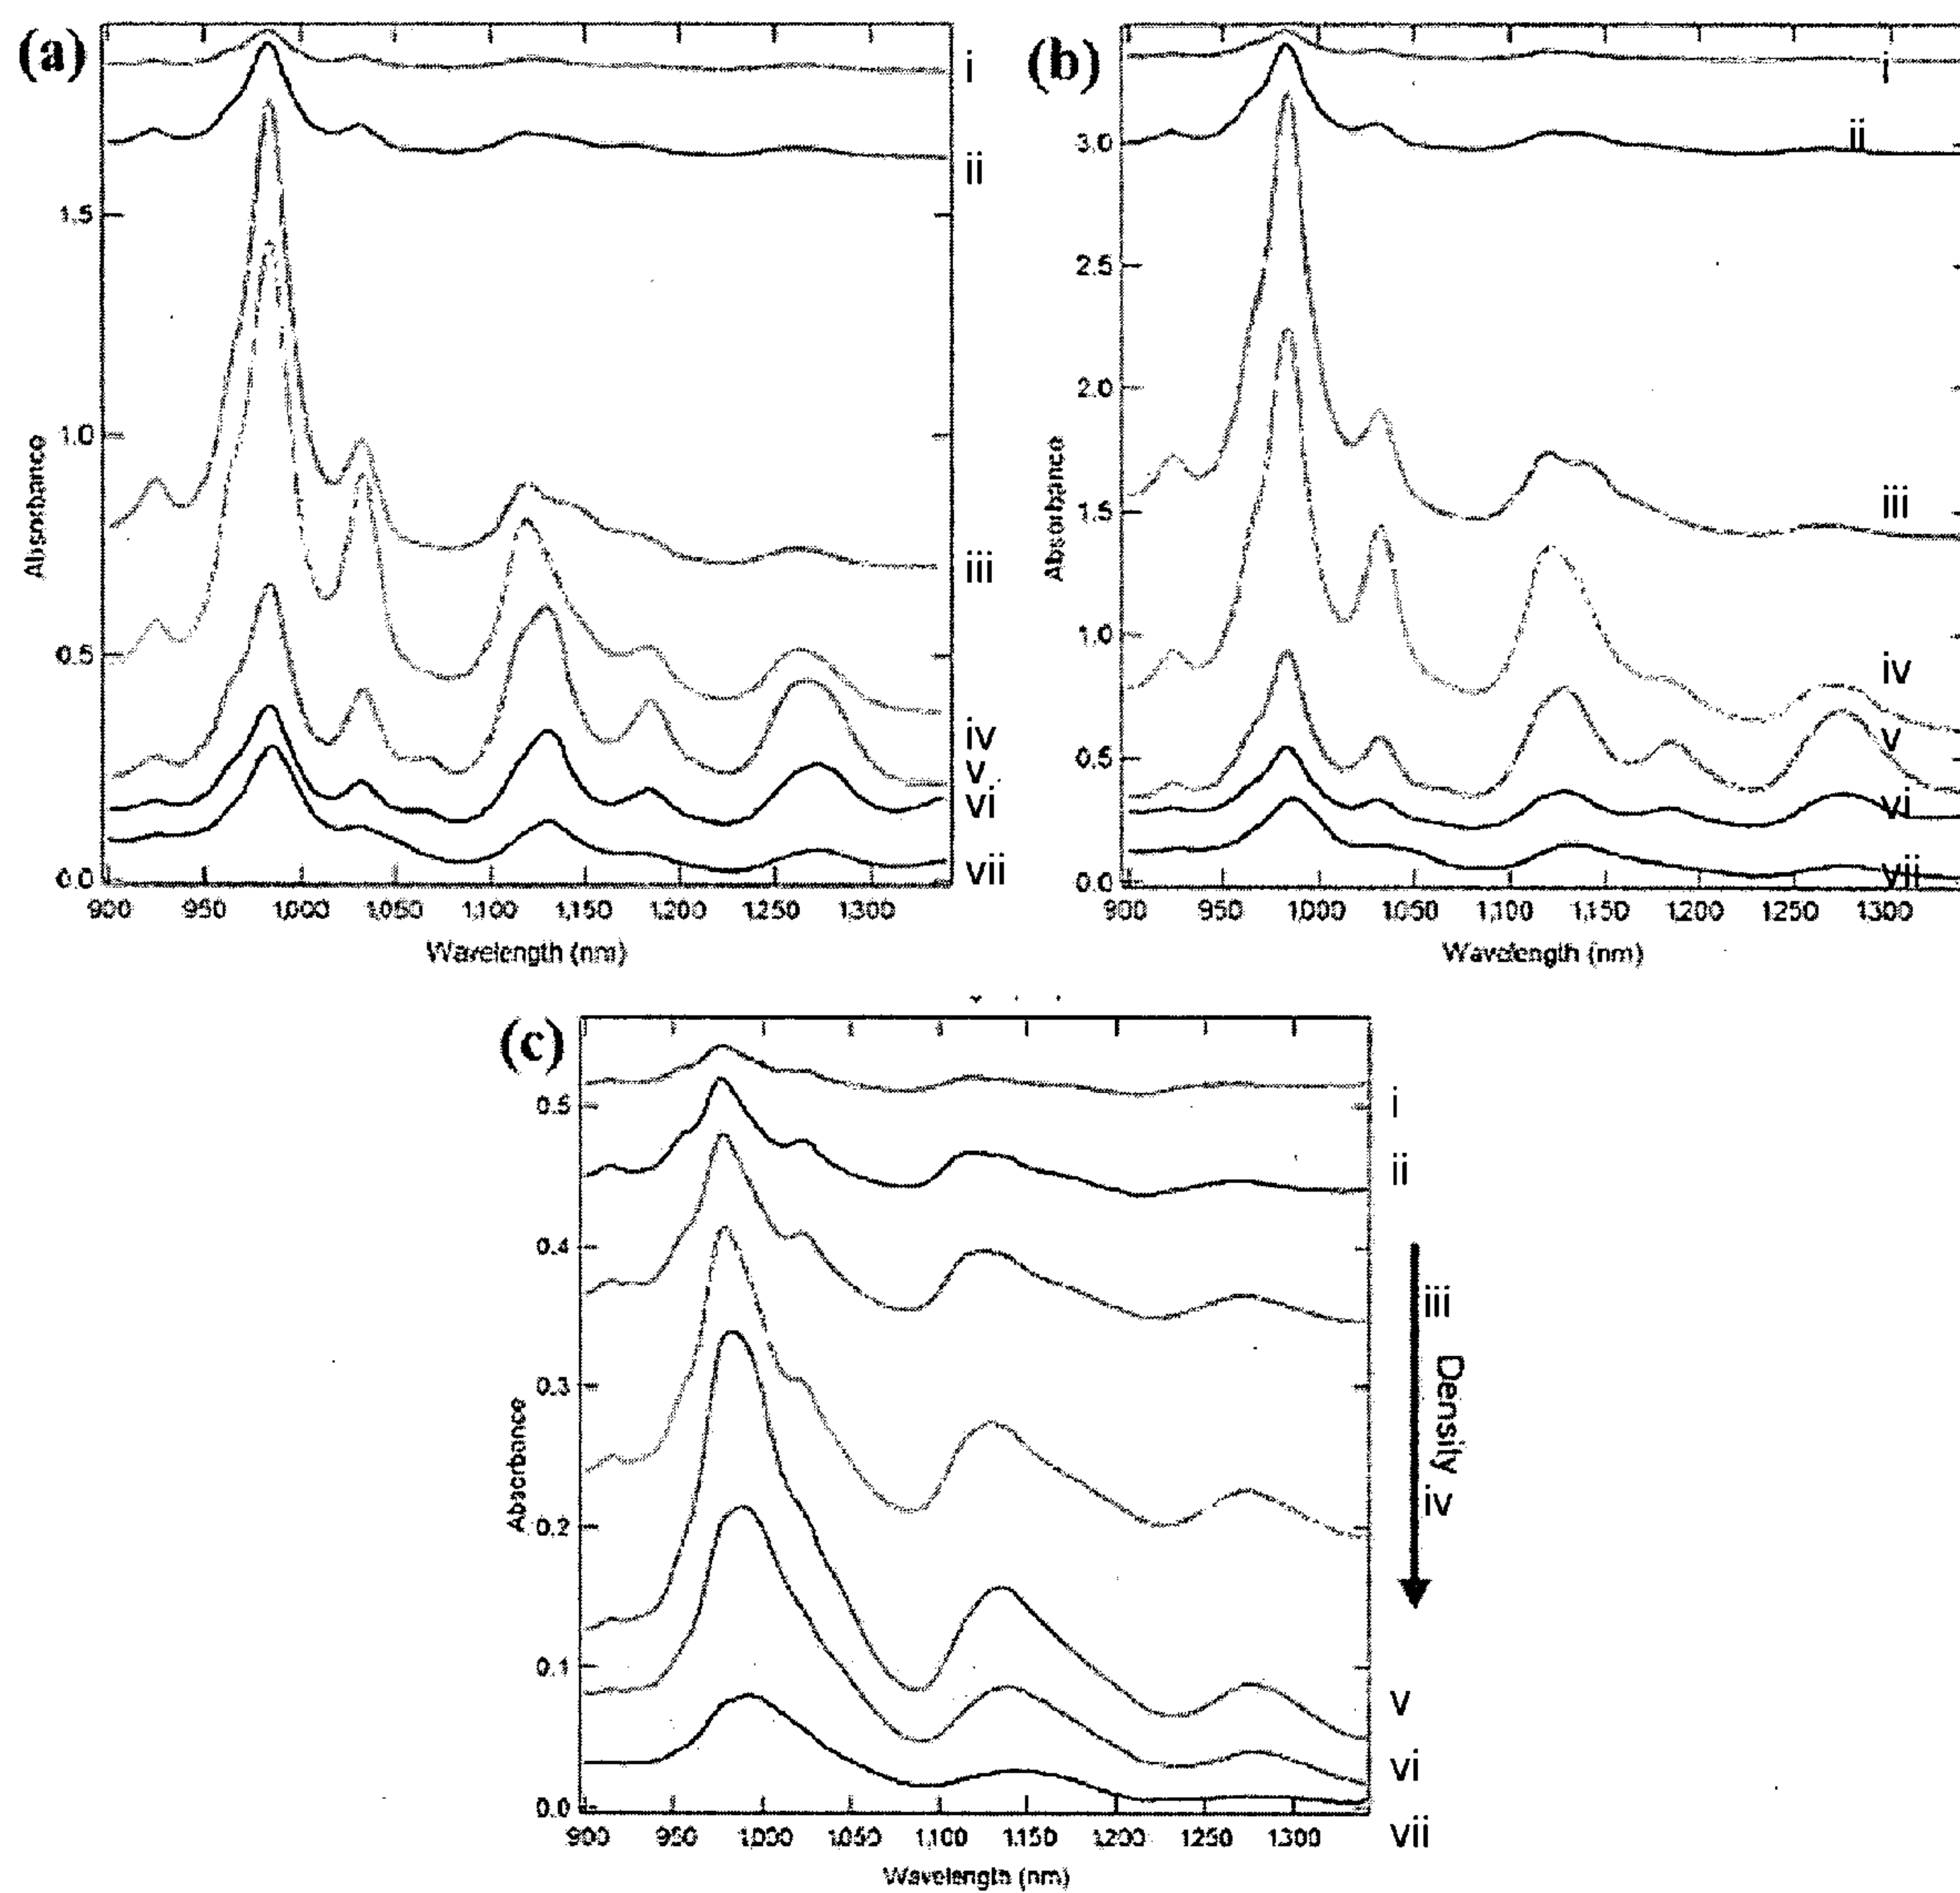 (a)
i
ii
1.5
1.0
Absorbance
iii
0.5
iv
v
vi
0.0
vii
900 950 1,000 1,050 1,100 1,150 1,200 1,250 1,300
Wavelength (nm)
(b)
i
3.0
ii
2.5
2.0
Absorbance
1.5
iii
1.0
iv
v
0.5
vi
0.0
vii
900 950 1,000 1,050 1,100 1,150 1,200 1,250 1,300
Wavelength (nm)
(c)
i
0.5
ii
0.4
iii
0.3
Density
Absorbance
iv
0.2
0.1
v
vi
0.0
vii
900 950 1,000 1,050 1,100 1,150 1,200 1,250 1,300
Wavelength (nm)